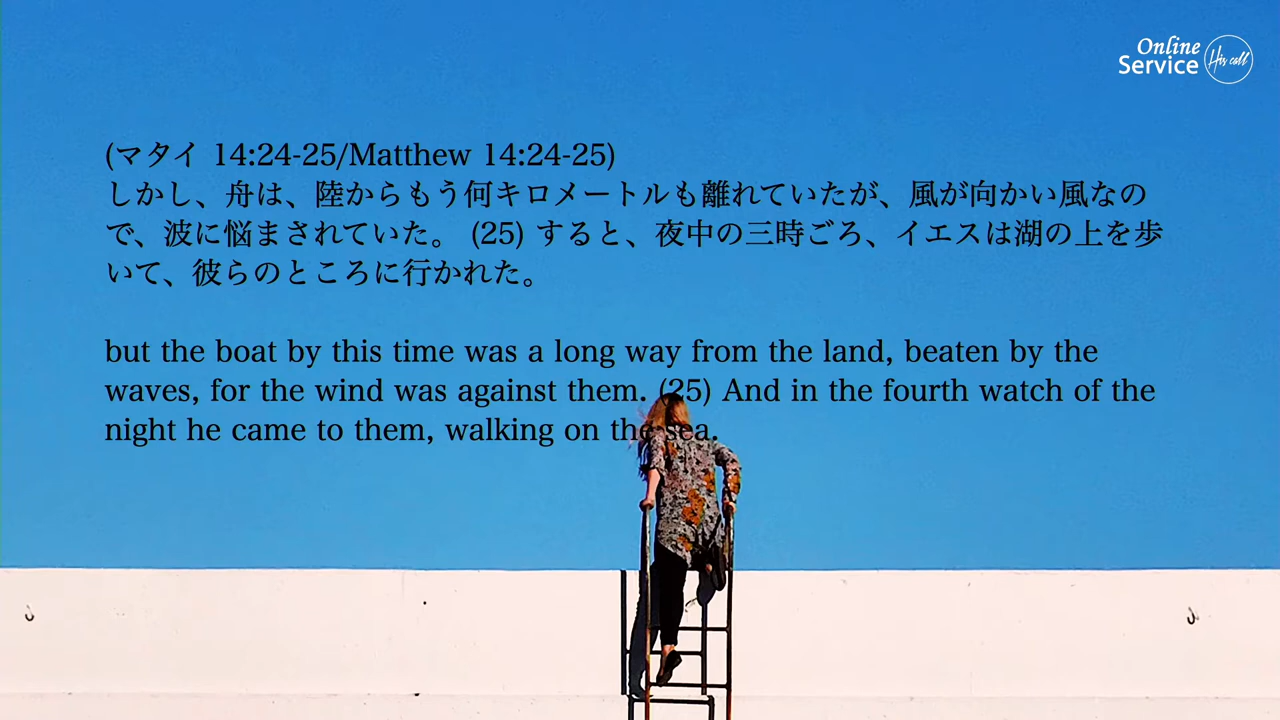 Online
Service
His call
(マタイ 14:24-25/Matthew 14:24-25)
しかし、舟は、陸からもう何キロメートルも離れていたが、風が向かい風なの
で、波に悩まされていた。 (25) すると、夜中の三時ごろ、イエスは湖の上を歩
いて、彼らのところに行かれた。
but the boat by this time was a long way from the land, beaten by the
waves, for the wind was against them. (25) And in the fourth watch of the
night he came to them, walking on the sea.